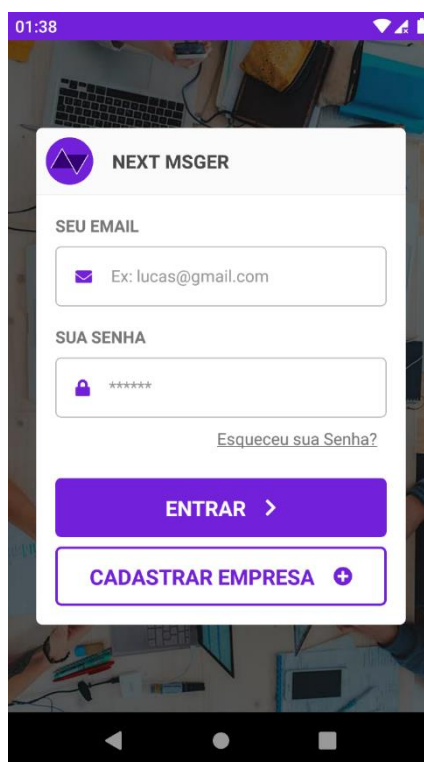 01:38
NEXT MSGER
SEU EMAIL
Ex: lucas@gmail.com
SUA SENHA
******
Esqueceu sua Senha?
ENTRAR
CADASTRAR EMPRESA